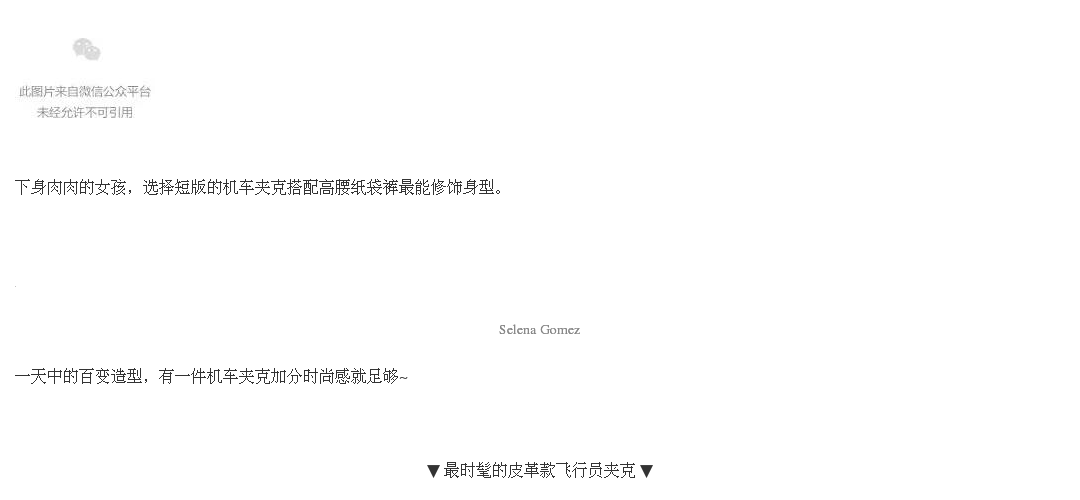 此图片来自微信公众平台
未经允许不可引用
下身肉肉的女孩，选择短版的机车夹克搭配高腰纸袋裤最能修饰身型。
Selena Gomez
一天中的百变造型，有一件机车夹克加分时尚感就足够~
▼ 最时髦的皮革款飞行员夹克 ▼